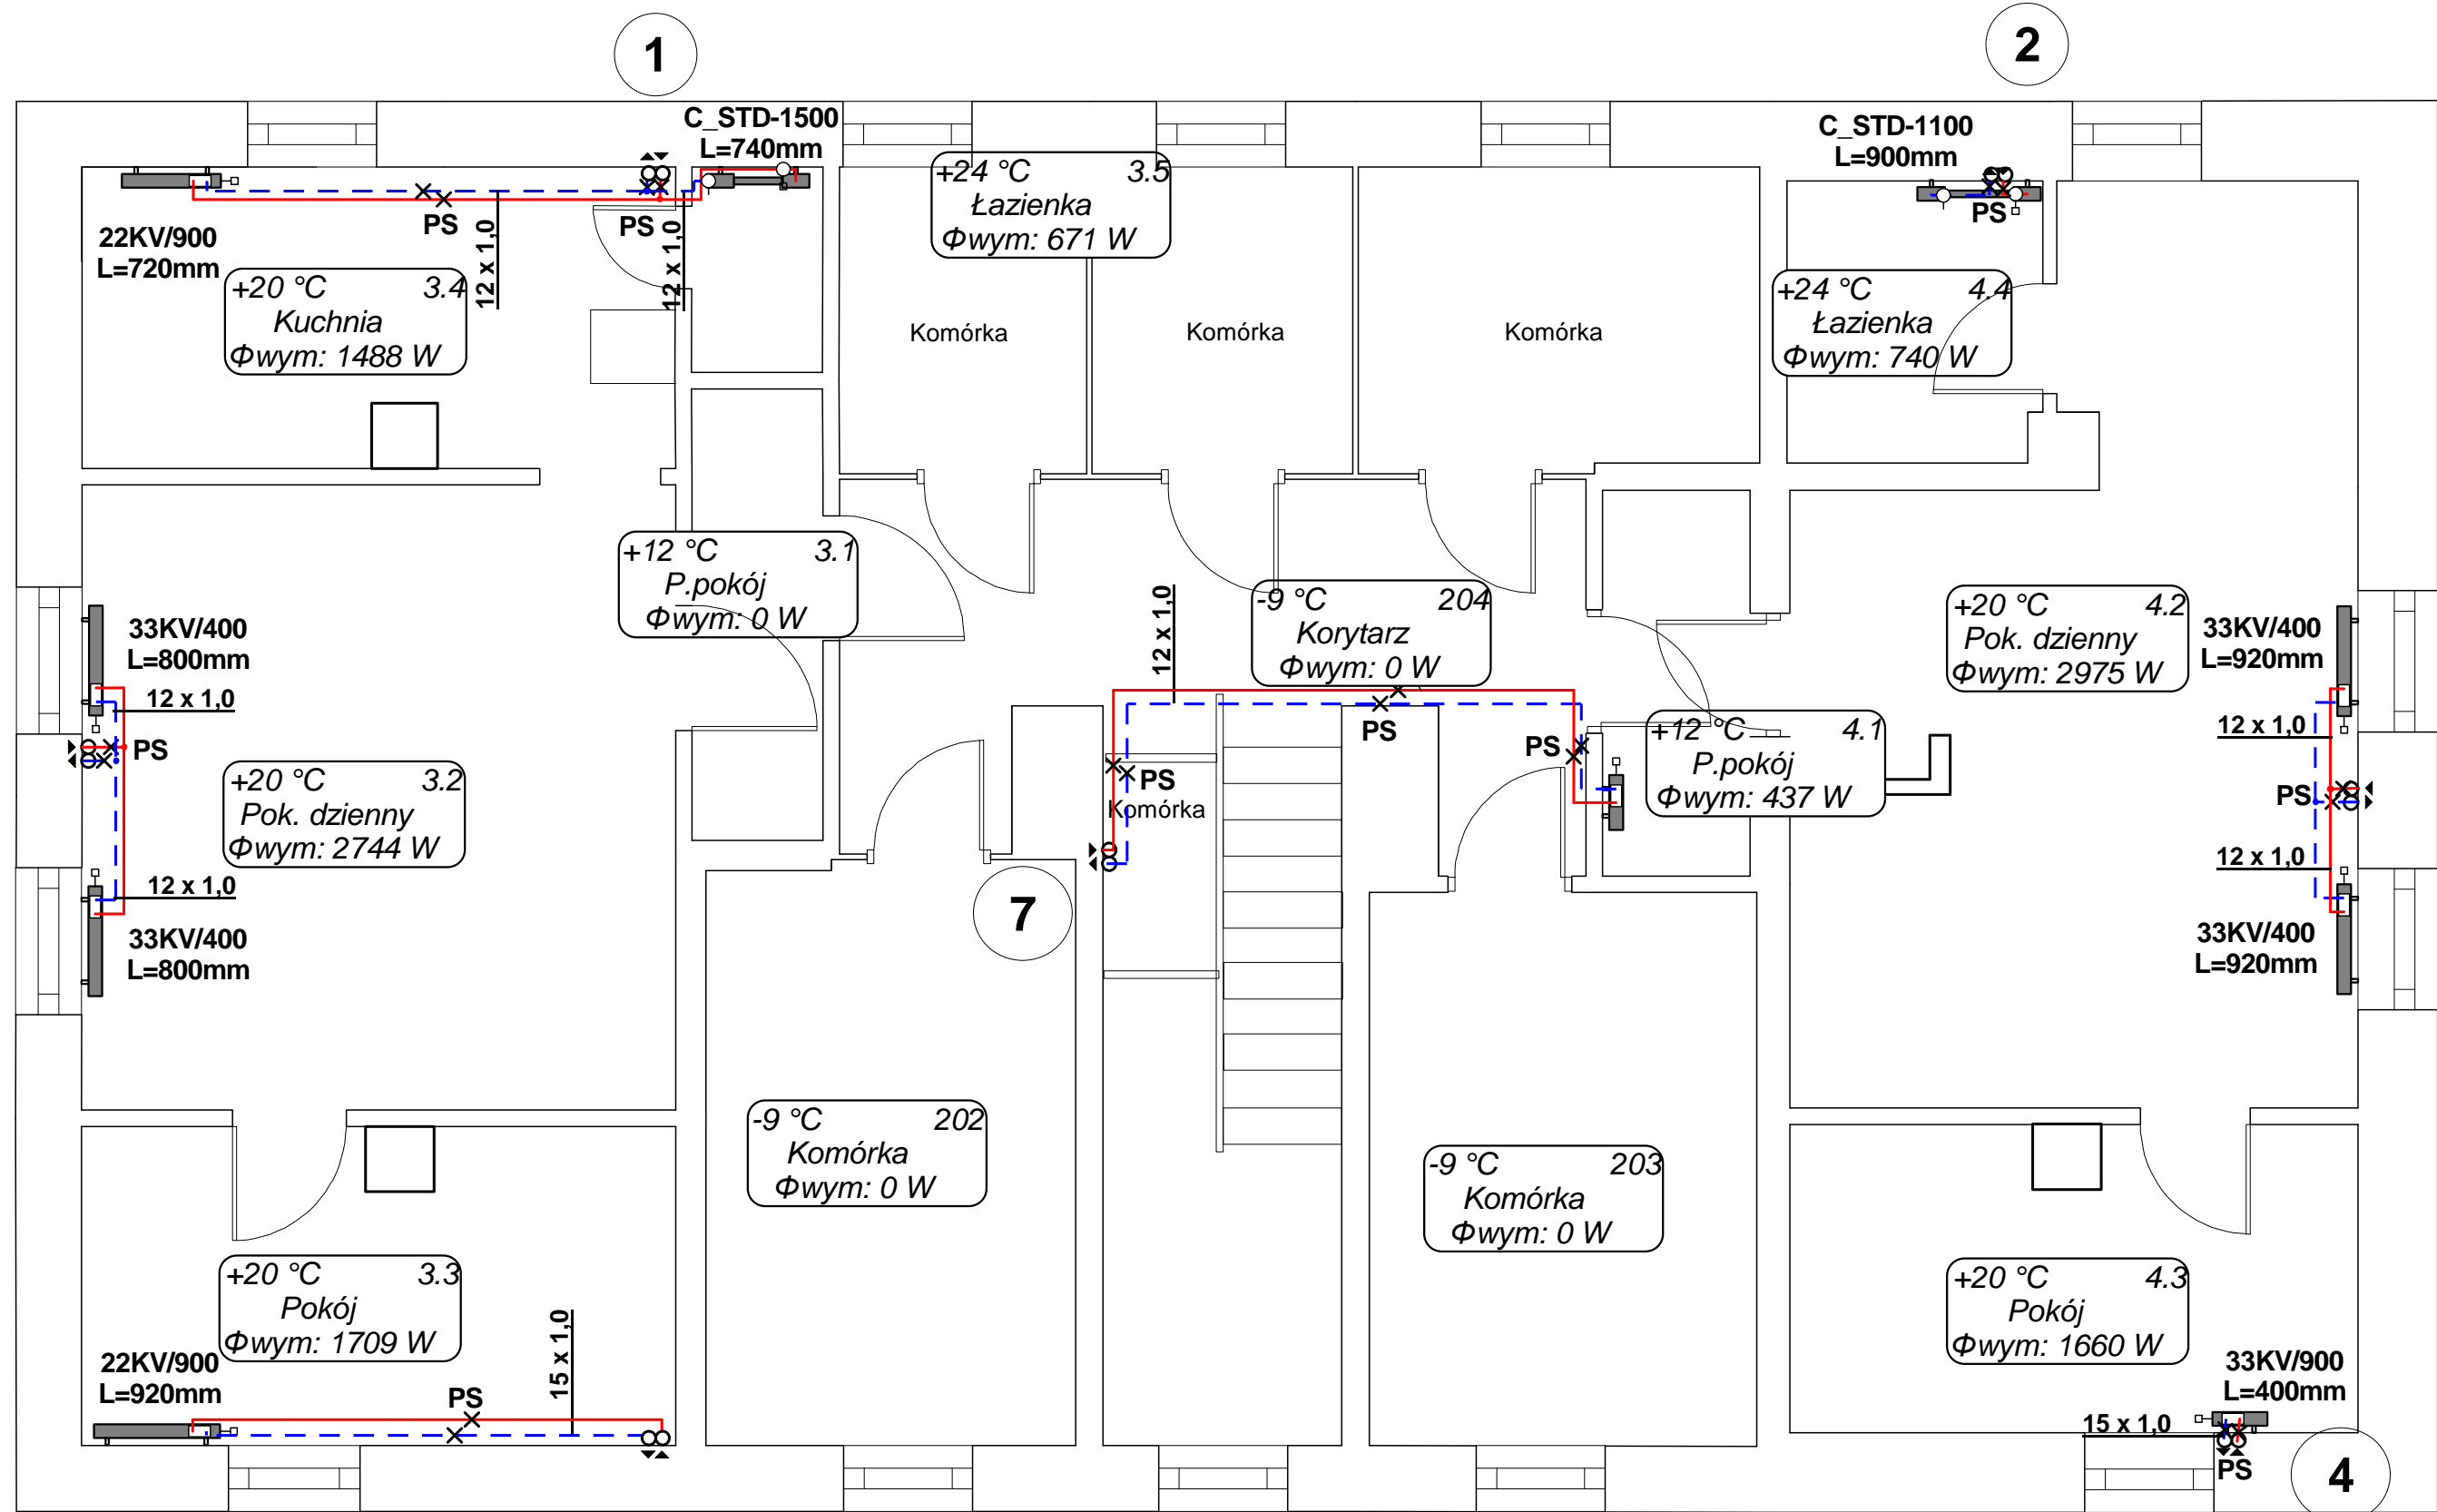 1
2
C_STD-1500
L=740mm
C_STD-1100
L=900mm
+24 °C 3.5
Łazienka
Φwym: 671 W
PS
PS
PS
12 x 1,0
12 x 1,0
22KV/900
L=720mm
+20 °C 3.4
Kuchnia
Φwym: 1488 W
+24 °C 4.4
Łazienka
Φwym: 740 W
Komórka
Komórka
Komórka
+12 °C 3.1
P.pokój
Φwym: 0 W
12 x 1,0
-9 °C 204
Korytarz
Φwym: 0 W
+20 °C 4.2
Pok. dzienny
Φwym: 2975 W
33KV/400
L=800mm
33KV/400
L=920mm
12 x 1,0
12 x 1,0
PS
PS
PS
PS
Komórka
+12 °C 4.1
P.pokój
Φwym: 437 W
+20 °C 3.2
Pok. dzienny
Φwym: 2744 W
PS
12 x 1,0
12 x 1,0
7
33KV/400
L=800mm
33KV/400
L=920mm
-9 °C 202
Komórka
Φwym: 0 W
-9 °C 203
Komórka
Φwym: 0 W
+20 °C 3.3
Pokój
Φwym: 1709 W
+20 °C 4.3
Pokój
Φwym: 1660 W
22KV/900
L=920mm
PS
15 x 1,0
33KV/900
L=400mm
15 x 1,0
PS
4